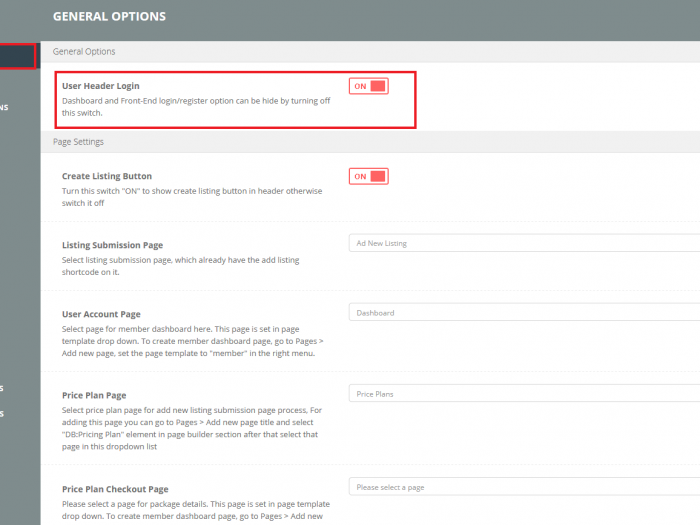 GENERAL OPTIONS
General Options
User Header Login
ON
Dashboard and Front-End login/register option can be hide by turning off
this switch.
NS
Page Settings
Create Listing Button
ON
Turn this switch "ON" to show create listing button in header otherwise
switch it off
Listing Submission Page
Ad New Listing
Select listing submission page, which already have the add listing
shortcode on it.
User Account Page
Dashboard
Select page for member dashboard here. This page is set in page
template drop down. To create member dashboard page, go to Pages >
Add new page, set the page template to "member" in the right menu.
S
Price Plan Page
Price Plans
Select price plan page for add new listing submission page process, For
adding this page you can go to Pages > Add new page title and select
S
"DB:Pricing Plan" element in page builder section after that select that
page in this dropdown list
Price Plan Checkout Page
Please select a page
Please select a page for package details. This page is set in page template
drop down. To create member dashboard page, go to Pages > Add new